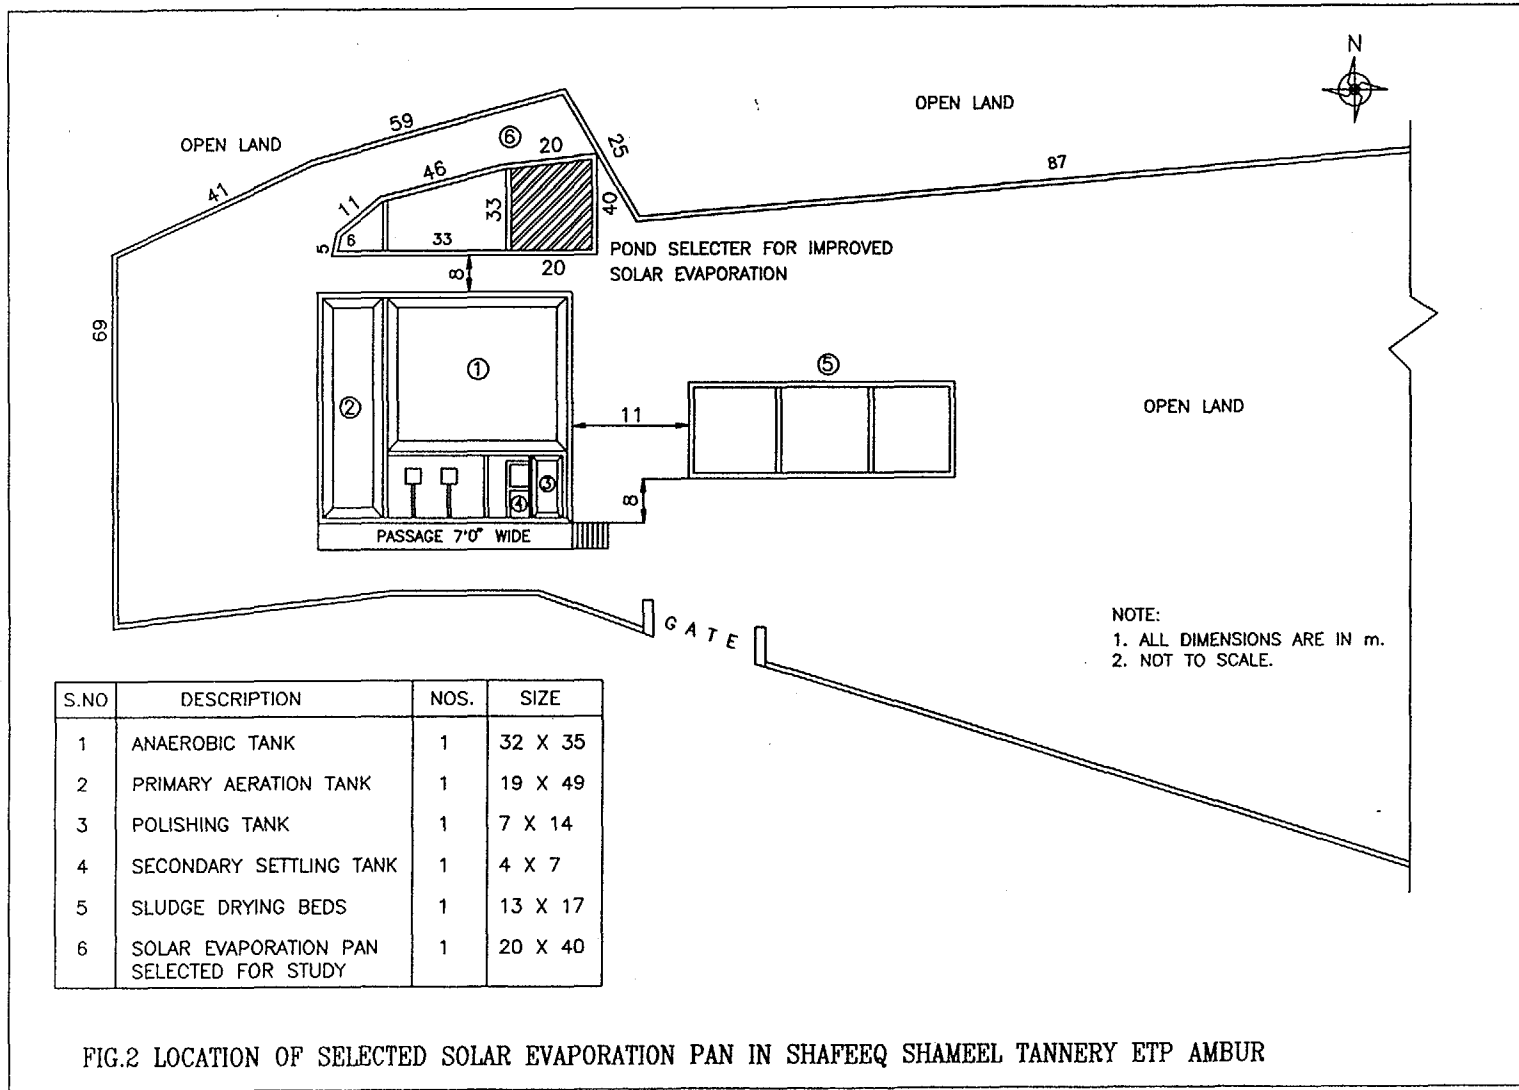 N
OPEN LAND
59
OPEN LAND
6
20
25
87
46
41
11
33
40
6
33
5
POND SELECTER FOR IMPROVED
20
SOLAR EVAPORATION
8
69
1
5
2
OPEN LAND
11
3
4
8
PASSAGE 7'0" WIDE
GATE
NOTE:
1. ALL DIMENSIONS ARE IN m.
2. NOT TO SCALE.
S.NO DESCRIPTION NOS. SIZE
1 ANAEROBIC TANK 1 32 X 35
2 PRIMARY AERATION TANK 1 19 X 49
3 POLISHING TANK 1 7 X 14
4 SECONDARY SETTLING TANK 1 4 X 7
5 SLUDGE DRYING BEDS 1 13 X 17
6 SOLAR EVAPORATION PAN 1 20 X 40
SELECTED FOR STUDY
FIG.2 LOCATION OF SELECTED SOLAR EVAPORATION PAN IN SHAFEEQ SHAMEEL TANNERY ETP AMBUR